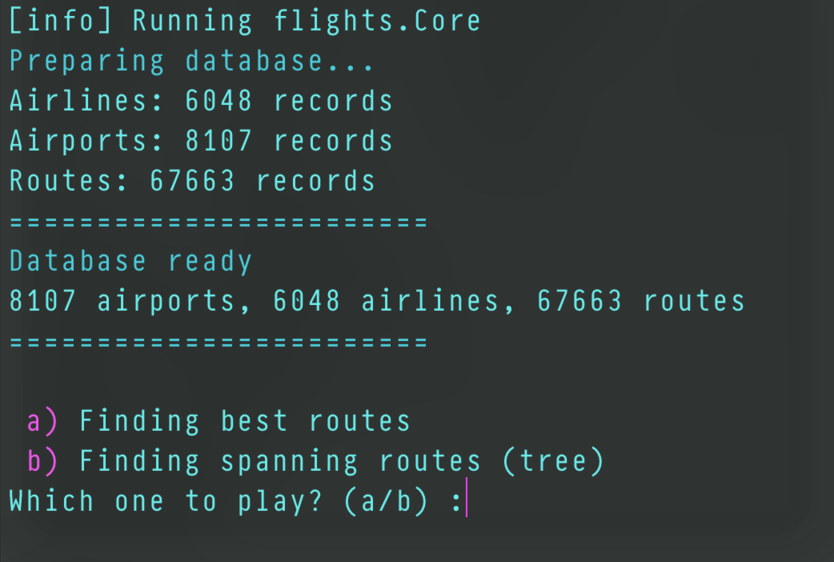 [info] Running flights.Core
Preparing database...
Airlines: 6048 records
Airports: 8107 records
Routes: 67663 records
========================
Database ready
8107 airports, 6048 airlines, 67663 routes
========================
a) Finding best routes
b) Finding spanning routes (tree)
Which one to play? (a/b) :